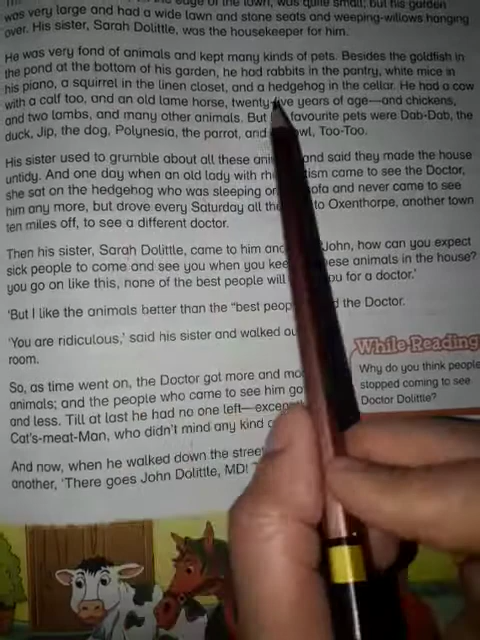 the edge of the town, was quite small; but his garden
was very large and had a wide lawn and stone seats and weeping-willows hanging
over. His sister, Sarah Dolittle, was the housekeeper for him.
He was very fond of animals and kept many kinds of pets. Besides the goldfish in
the pond at the bottom of his garden, he had rabbits in the pantry, white mice in
his piano, a squirrel in the linen closet, and a hedgehog in the cellar. He had a cow
with a calf too, and an old lame horse, twenty-five years of age—and chickens,
and two lambs, and many other animals. But favourite pets were Dab-Dab, the
duck, Jip, the dog, Polynesia, the parrot, and owl, Too-Too.
His sister used to grumble about all these and said they made the house
untidy. And one day when an old lady with came to see the Doctor,
she sat on the hedgehog who was sleeping on sofa and never came to see
him any more, but drove every Saturday all the to Oxenthorpe, another town
ten miles off, to see a different doctor.
Then his sister, Sarah Dolittle, came to him and John, how can you expect
sick people to come and see you when you keep these animals in the house?
you go on like this, none of the best people will you for a doctor.'
'But I like the animals better than the "best the Doctor.
'You are ridiculous,' said his sister and walked
room.
So, as time went on, the Doctor got more and
animals; and the people who came to see him
and less. Till at last he had no one left—except
Cat's-meat-Man, who didn't mind any kind
And now, when he walked down the street
another, 'There goes John Dolittle, MD!
While-Reading
Why do you think people
stopped coming to see
Doctor Dolittle?